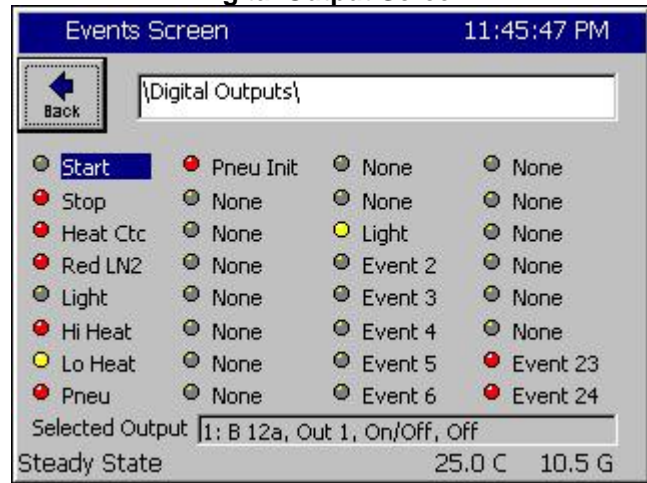 Events Screen 11:45:47 PM
Back
\Digital Outputs\
Start Pneu Init None None
Stop None None None
Heat Ctc None Light None
Red LN2 None Event 2 None
Light None Event 3 None
Hi Heat None Event 4 None
Lo Heat None Event 5 Event 23
Pneu None Event 6 Event 24
Selected Output 1: B 12a, Out 1, On/Off, Off
Steady State 25.0 C 10.5 G